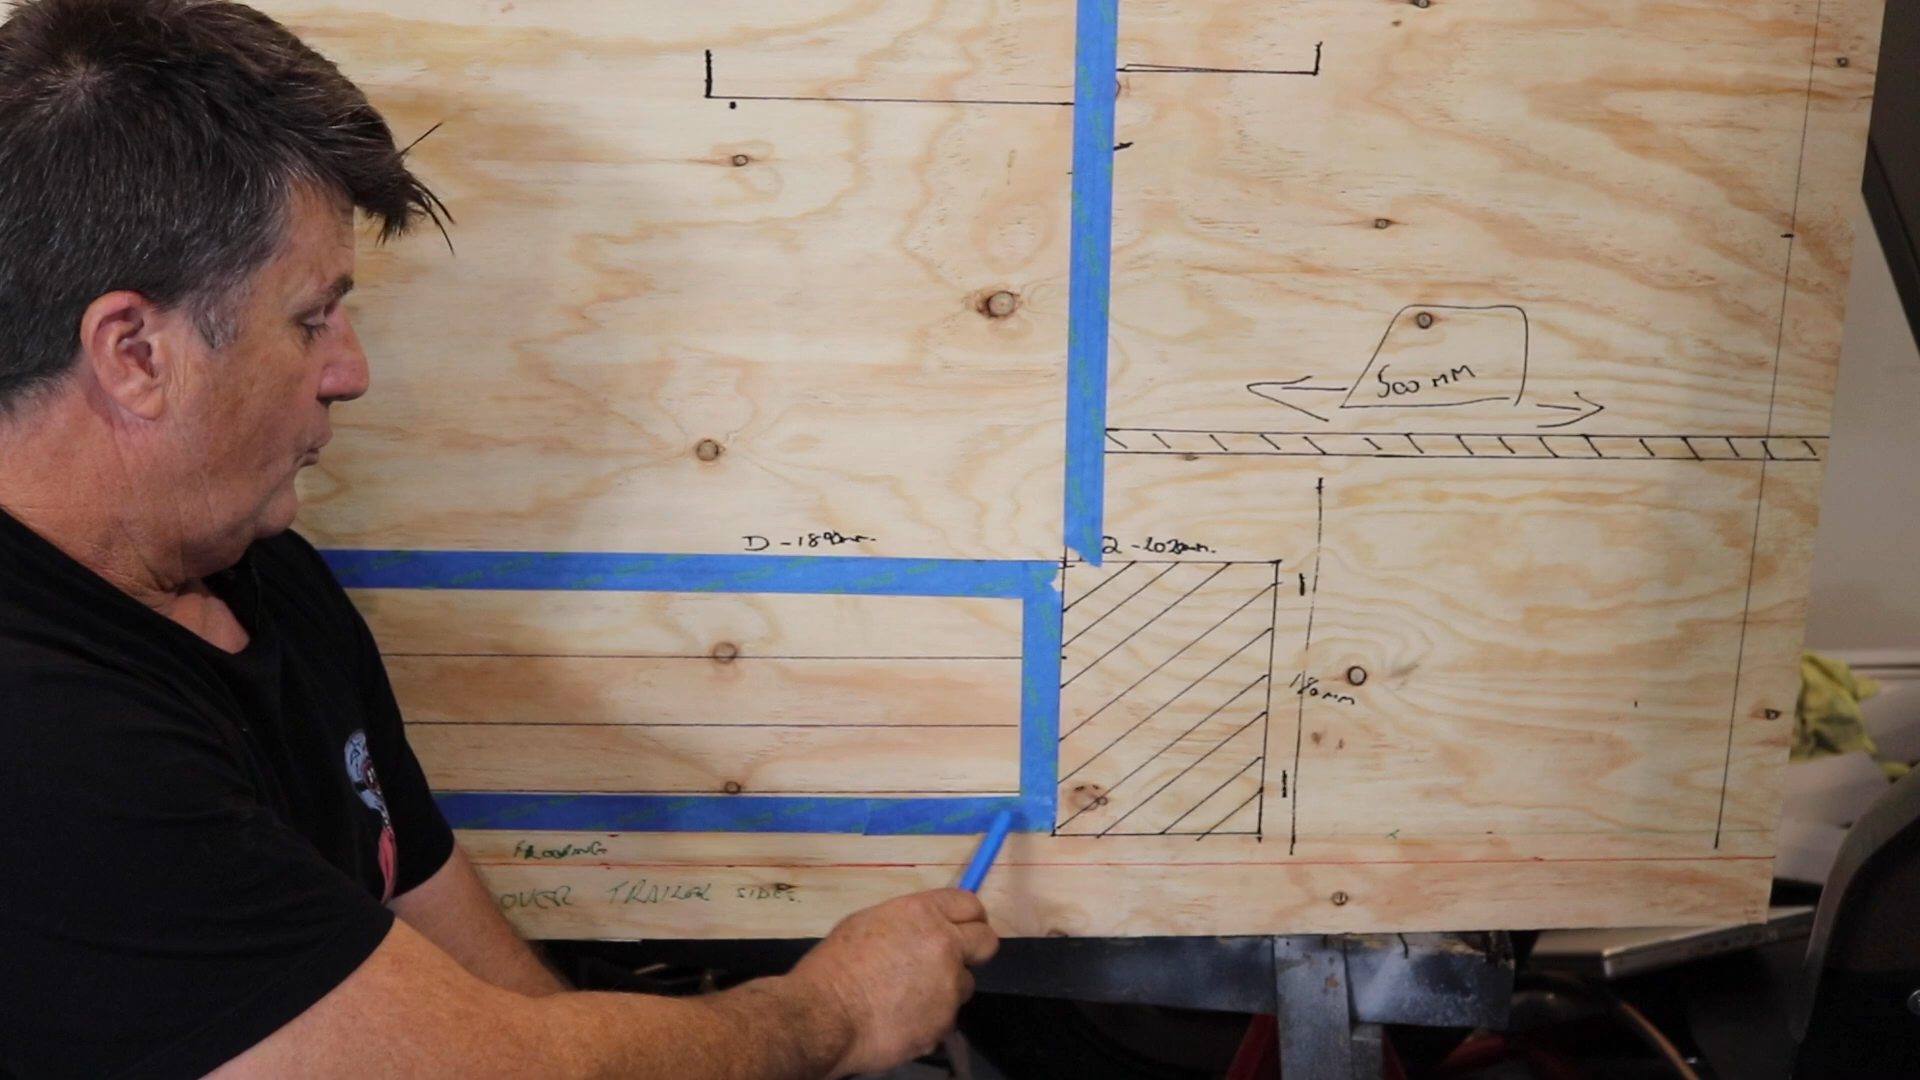 500 MM
D - 1890mm.
2 - 2020mm.
180mm
FLOORING
OVER TRAILER SIDES.